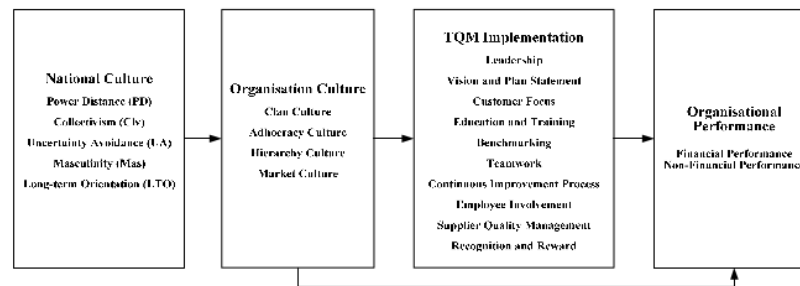 National Culture
Power Distance (PD)
Collectivism (Clv)
Uncertainty Avoidance (UA)
Masculinity (Mas)
Long-term Orientation (LTO)
Organisation Culture
Clan Culture
Adhocracy Culture
Hierarchy Culture
Market Culture
TQM Implementation
Leadership
Vision and Plan Statement
Customer Focus
Education and Training
Benchmarking
Teamwork
Continuous Improvement Process
Employee Involvement
Supplier Quality Management
Recognition and Reward
Organisational
Performance
Financial Performance
Non-Financial Performance